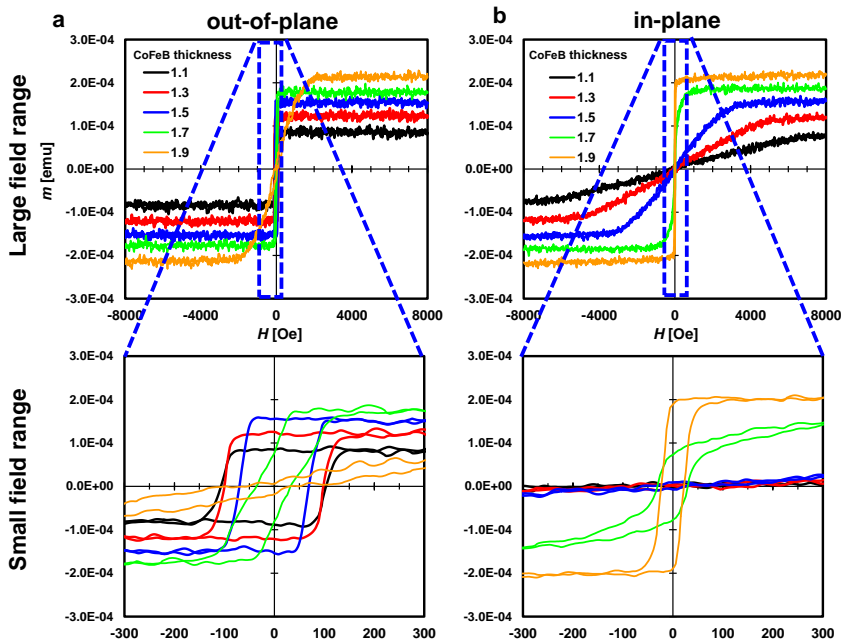 a
out-of-plane
b
in-plane
Large field range
m [emu]
3.0E-04
2.0E-04
1.0E-04
0.0E+00
-1.0E-04
-2.0E-04
3.0E-04
CoFeB thickness
1.1
1.3
1.5
1.7
1.9
-8000
-4000
0
4000
8000
H [Oe]
3.0E-04
2.0E-04
1.0E-04
0.0E+00
-1.0E-04
-2.0E-04
3.0E-04
CoFeB thickness
1.1
1.3
1.5
1.7
1.9
-8000
-4000
0
4000
8000
H [Oe]
Small field range
3.0E-04
2.0E-04
1.0E-04
0.0E+00
-1.0E-04
-2.0E-04
3.0E-04
-300
-200
-100
0
100
200
300
3.0E-04
2.0E-04
1.0E-04
0.0E+00
-1.0E-04
-2.0E-04
3.0E-04
-300
-200
-100
0
100
200
300